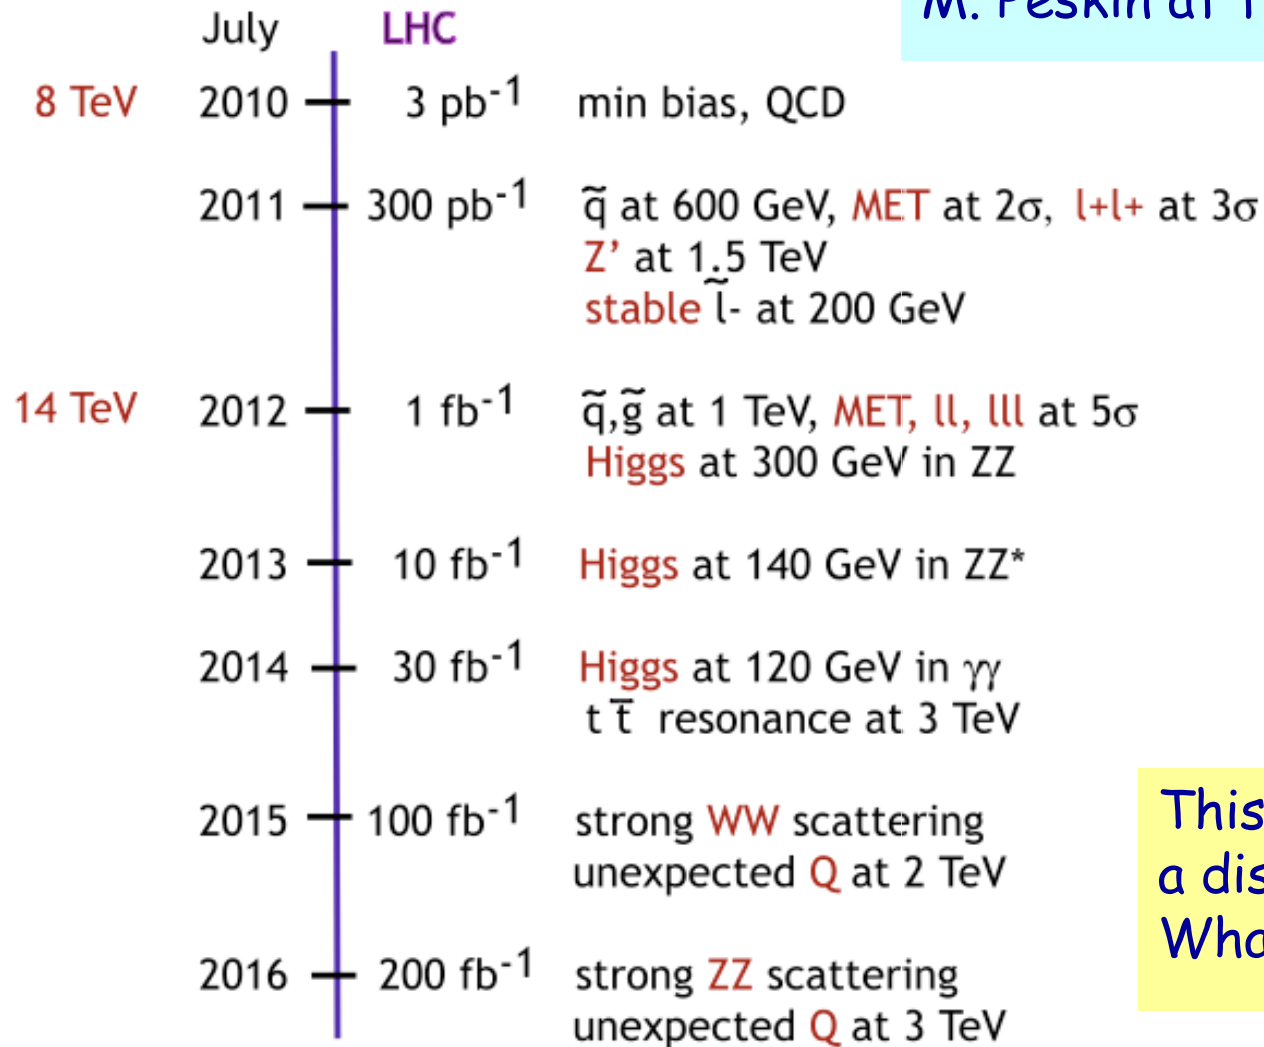 M. Peskin at
July LHC
8 TeV 2010 3 pb⁻¹ min bias, QCD
2011 300 pb⁻¹ q̃ at 600 GeV, MET at 2σ, l+l+ at 3σ
Z’ at 1.5 TeV
stable l̃- at 200 GeV
14 TeV 2012 1 fb⁻¹ q̃,g̃ at 1 TeV, MET, ll, lll at 5σ
Higgs at 300 GeV in ZZ
2013 10 fb⁻¹ Higgs at 140 GeV in ZZ*
2014 30 fb⁻¹ Higgs at 120 GeV in γγ
t t̅ resonance at 3 TeV
This
2015 100 fb⁻¹ strong WW scattering
a dis
unexpected Q at 2 TeV
2016 200 fb⁻¹ strong ZZ scattering
unexpected Q at 3 TeV